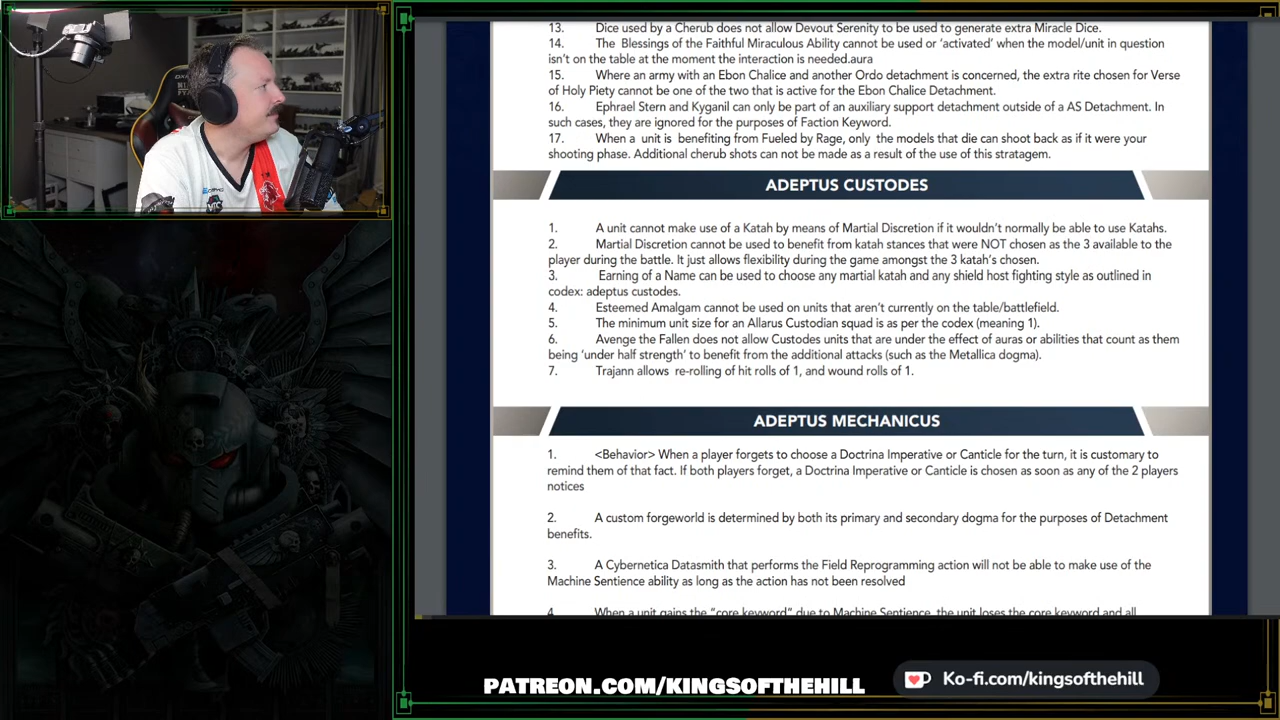 13. Dice used by a Cherub does not allow Devout Serenity to be used to generate extra Miracle Dice.
14. The Blessings of the Faithful Miraculous Ability cannot be used or 'activated' when the model/unit in question
isn't on the table at the moment the interaction is needed.aura
15. Where an army with an Ebon Chalice and another Ordo detachment is concerned, the extra rite chosen for Verse
of Holy Piety cannot be one of the two that is active for the Ebon Chalice Detachment.
16. Ephrael Stern and Kyganil can only be part of an auxiliary support detachment outside of a AS Detachment. In
such cases, they are ignored for the purposes of Faction Keyword.
17. When a unit is benefiting from Fueled by Rage, only the models that die can shoot back as if it were your
shooting phase. Additional cherub shots can not be made as a result of the use of this stratagem.
ADEPTUS CUSTODES
1. A unit cannot make use of a Katah by means of Martial Discretion if it wouldn't normally be able to use Katahs.
2. Martial Discretion cannot be used to benefit from katah stances that were NOT chosen as the 3 available to the
player during the battle. It just allows flexibility during the game amongst the 3 katah's chosen.
3. Earning of a Name can be used to choose any martial katah and any shield host fighting style as outlined in
codex: adeptus custodes.
4. Esteemed Amalgam cannot be used on units that aren't currently on the table/battlefield.
5. The minimum unit size for an Allarus Custodian squad is as per the codex (meaning 1).
6. Avenge the Fallen does not allow Custodes units that are under the effect of auras or abilities that count as them
being 'under half strength' to benefit from the additional attacks (such as the Metallica dogma).
7. Trajann allows re-rolling of hit rolls of 1, and wound rolls of 1.
ADEPTUS MECHANICUS
1. <Behavior> When a player forgets to choose a Doctrina Imperative or Canticle for the turn, it is customary to
remind them of that fact. If both players forget, a Doctrina Imperative or Canticle is chosen as soon as any of the 2 players
notices
2. A custom forgeworld is determined by both its primary and secondary dogma for the purposes of Detachment
benefits.
3. A Cybernetica Datasmith that performs the Field Reprogramming action will not be able to make use of the
Machine Sentience ability as long as the action has not been resolved
4. When a unit gains the "core keyword" due to Machine Sentience, the unit loses the core keyword and all
PATREON.COM/KINGSOFTHEHILL
Ko-fi.com/kingsofthehill